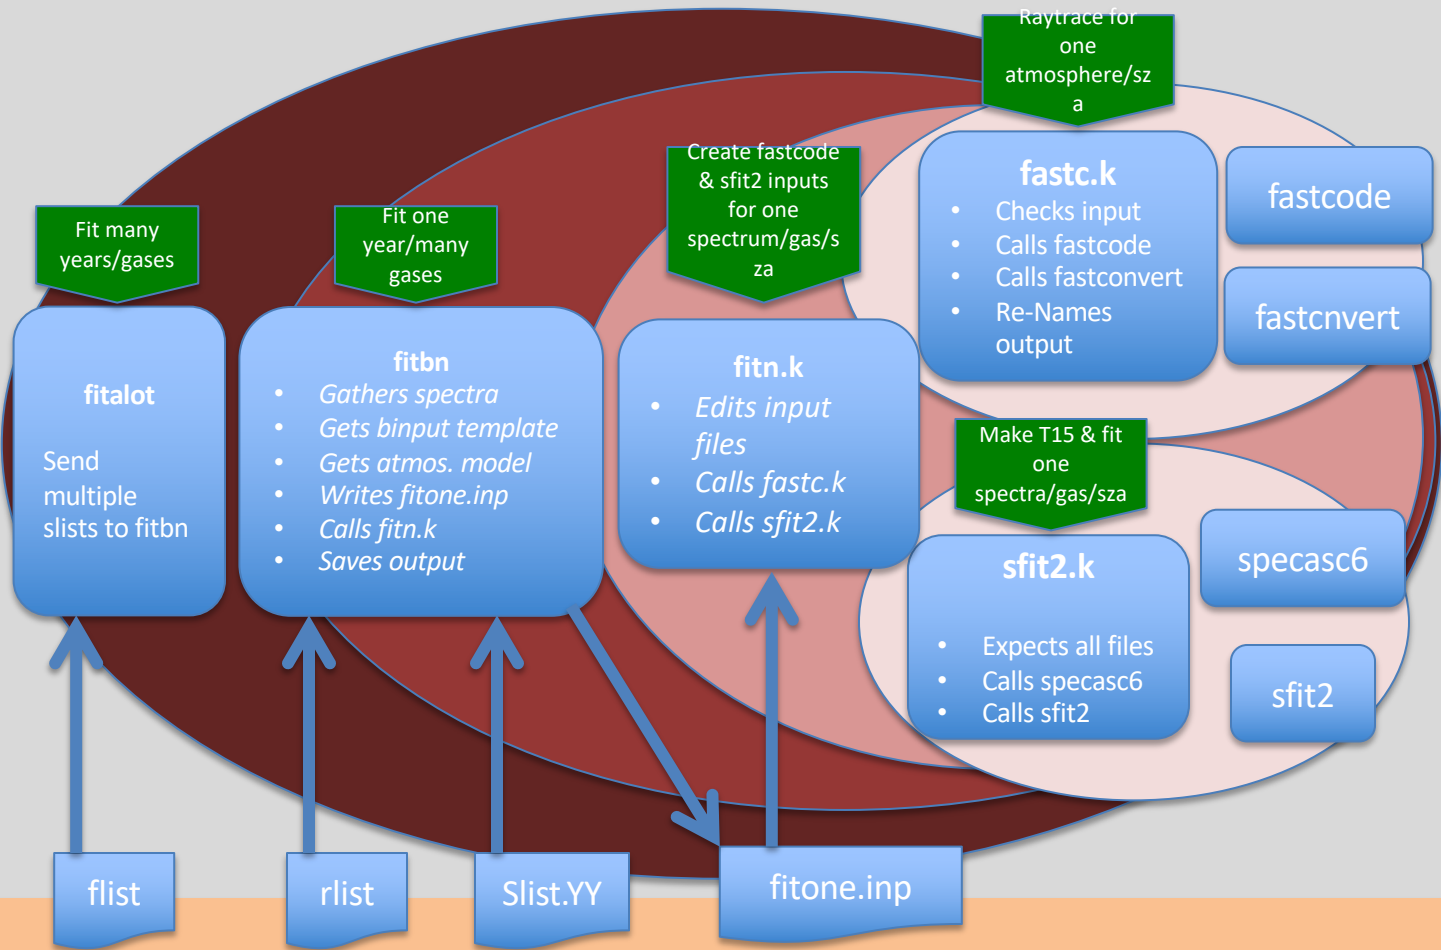 Raytrace for
one
atmosphere/sz
a
Create fastcode
& sfit2 inputs
for one
spectrum/gas/s
za
Fit many
years/gases
Fit one
year/many
gases
fastc.k
• Checks input
• Calls fastcode
• Calls fastconvert
• Re-Names
output
fastcode
fastcnvert
fitalot
Send
multiple
slists to fitbn
fitbn
• Gathers spectra
• Gets binput template
• Gets atmos. model
• Writes fitone.inp
• Calls fitn.k
• Saves output
fitn.k
• Edits input
files
• Calls fastc.k
• Calls sfit2.k
Make T15 & fit
one
spectra/gas/sza
sfit2.k
• Expects all files
• Calls specasc6
• Calls sfit2
specasc6
sfit2
flist
rlist
Slist.YY
fitone.inp